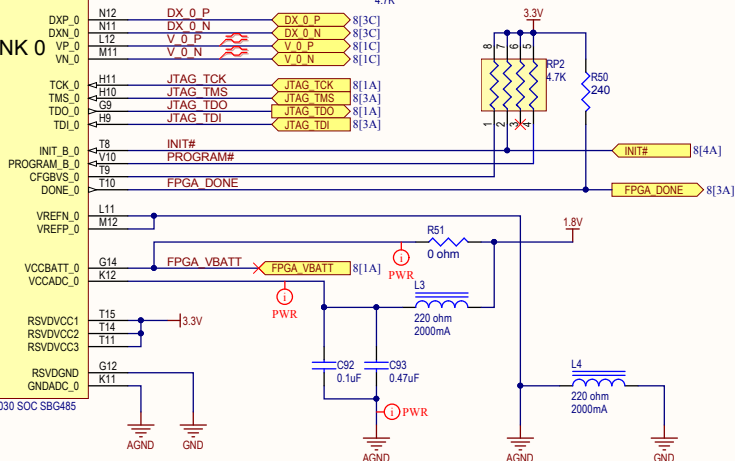 4.7K
NK 0
DXP_0 N12 DX_0_P DX_0_P 8[3C]
DXN_0 N11 DX_0_N DX_0_N 8[3C]
VP_0 L12 V_0_P V_0_P 8[1C]
VN_0 M11 V_0_N V_0_N 8[1C]
TCK_0 H11 JTAG_TCK JTAG_TCK 8[1A]
TMS_0 H10 JTAG_TMS JTAG_TMS 8[3A]
TDO_0 G9 JTAG_TDO JTAG_TDO 8[1A]
TDI_0 H9 JTAG_TDI JTAG_TDI 8[3A]
3.3V
8 7 6 5
RP2
4.7K
R50
240
1 2 3 4
INIT_B_0 T8 INIT# INIT# 8[4A]
PROGRAM_B_0 V10 PROGRAM#
CFGBVS_0 T9
DONE_0 T10 FPGA_DONE FPGA_DONE 8[3A]
VREFN_0 L11
VREFP_0 M12
R51
0 ohm
1.8V
PWR
VCCBATT_0 G14 FPGA_VBATT FPGA_VBATT 8[1A]
VCCADC_0 K12
i
i
PWR
L3
220 ohm
2000mA
RSVDVCC1 T15 3.3V
RSVDVCC2 T14
RSVDVCC3 T11
C92
0.1uF
C93
0.47uF
RSVDGND G12
GNDADC_0 K11
L4
220 ohm
2000mA
030 SOC SBG485
i PWR
AGND GND AGND AGND GND